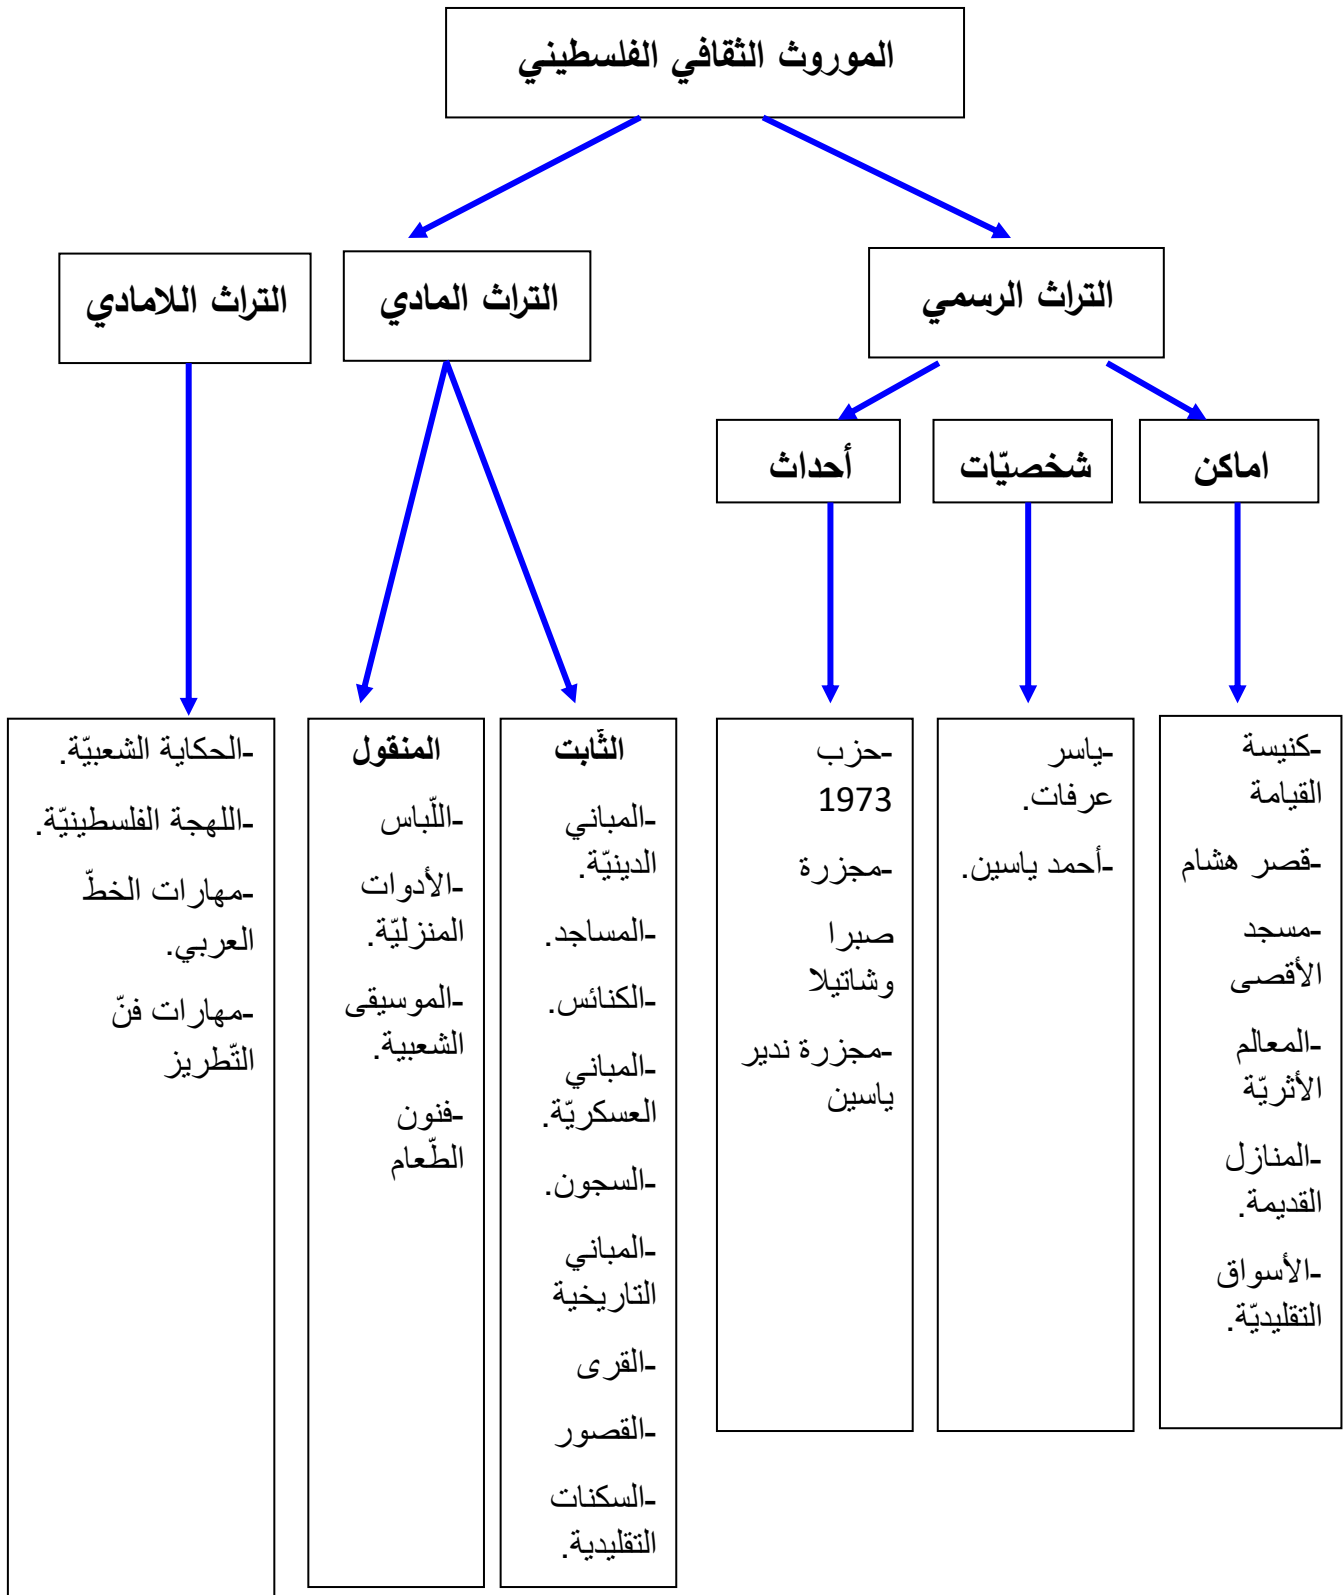 الموروث الثقافي الفلسطيني
التراث الرسمي
التراث المادي
التراث اللامادي
اماكن
شخصيّات
أحداث
-كنيسة
القيامة
-قصر هشام
-مسجد
الأقصى
-المعالم
الأثريّة
-المنازل
القديمة.
-الأسواق
التقليديّة.
-ياسر
عرفات.
-أحمد ياسين.
-حزب
1973
-مجزرة
صبرا
وشاتيلا
-مجزرة ندير
ياسين
الثّابت
-المباني
الدينيّة.
-المساجد.
-الكنائس.
-المباني
العسكريّة.
-السجون.
-المباني
التاريخية
-القرى
-القصور
-السكنات
التقليدية.
المنقول
-اللّباس
-الأدوات
المنزليّة.
-الموسيقى
الشعبية.
-فنون
الطّعام
-الحكاية الشعبيّة.
-اللهجة الفلسطينيّة.
-مهارات الخطّ
العربي.
-مهارات فنّ
التّطريز